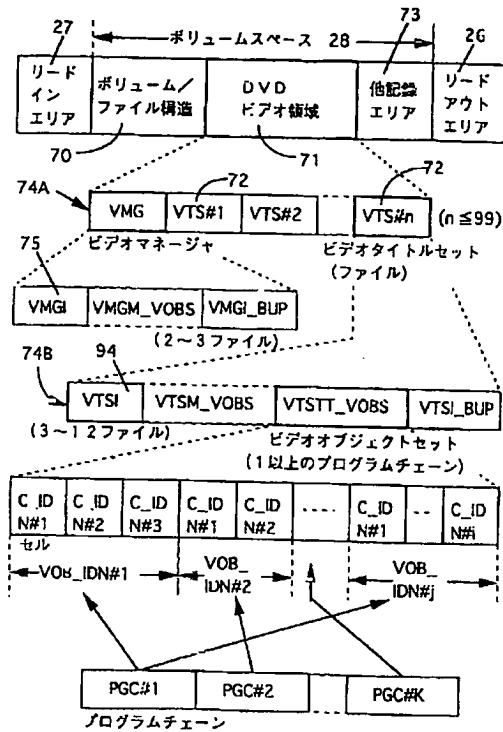 27 ボリュームスペース 28 73 26
リード
イン
エリア
ボリューム/
ファイル構造
DVD
ビデオ領域
他記録
エリア
リード
アウト
エリア
70 71
74A 72 72
VMG VTS#1 VTS#2 VTS#n (n≦99)
ビデオマネージャ
ビデオタイトルセット
(ファイル)
75
VMGI VMGM_VOBS VMGI_BUP
(2~3ファイル)
74B 94
VTSI VTSM_VOBS VTSTT_VOBS VTSI_BUP
(3~12ファイル)
ビデオオブジェクトセット
(1以上のプログラムチェーン)
C_ID
N#1
C_ID
N#2
C_ID
N#3
C_ID
N#1
C_ID
N#2
C_ID
N#1
C_ID
N#i
セル
VOB_IDN#1
VOB_
IDN#2
VOB_
IDN#j
PGC#1 PGC#2 PGC#K
プログラムチェーン